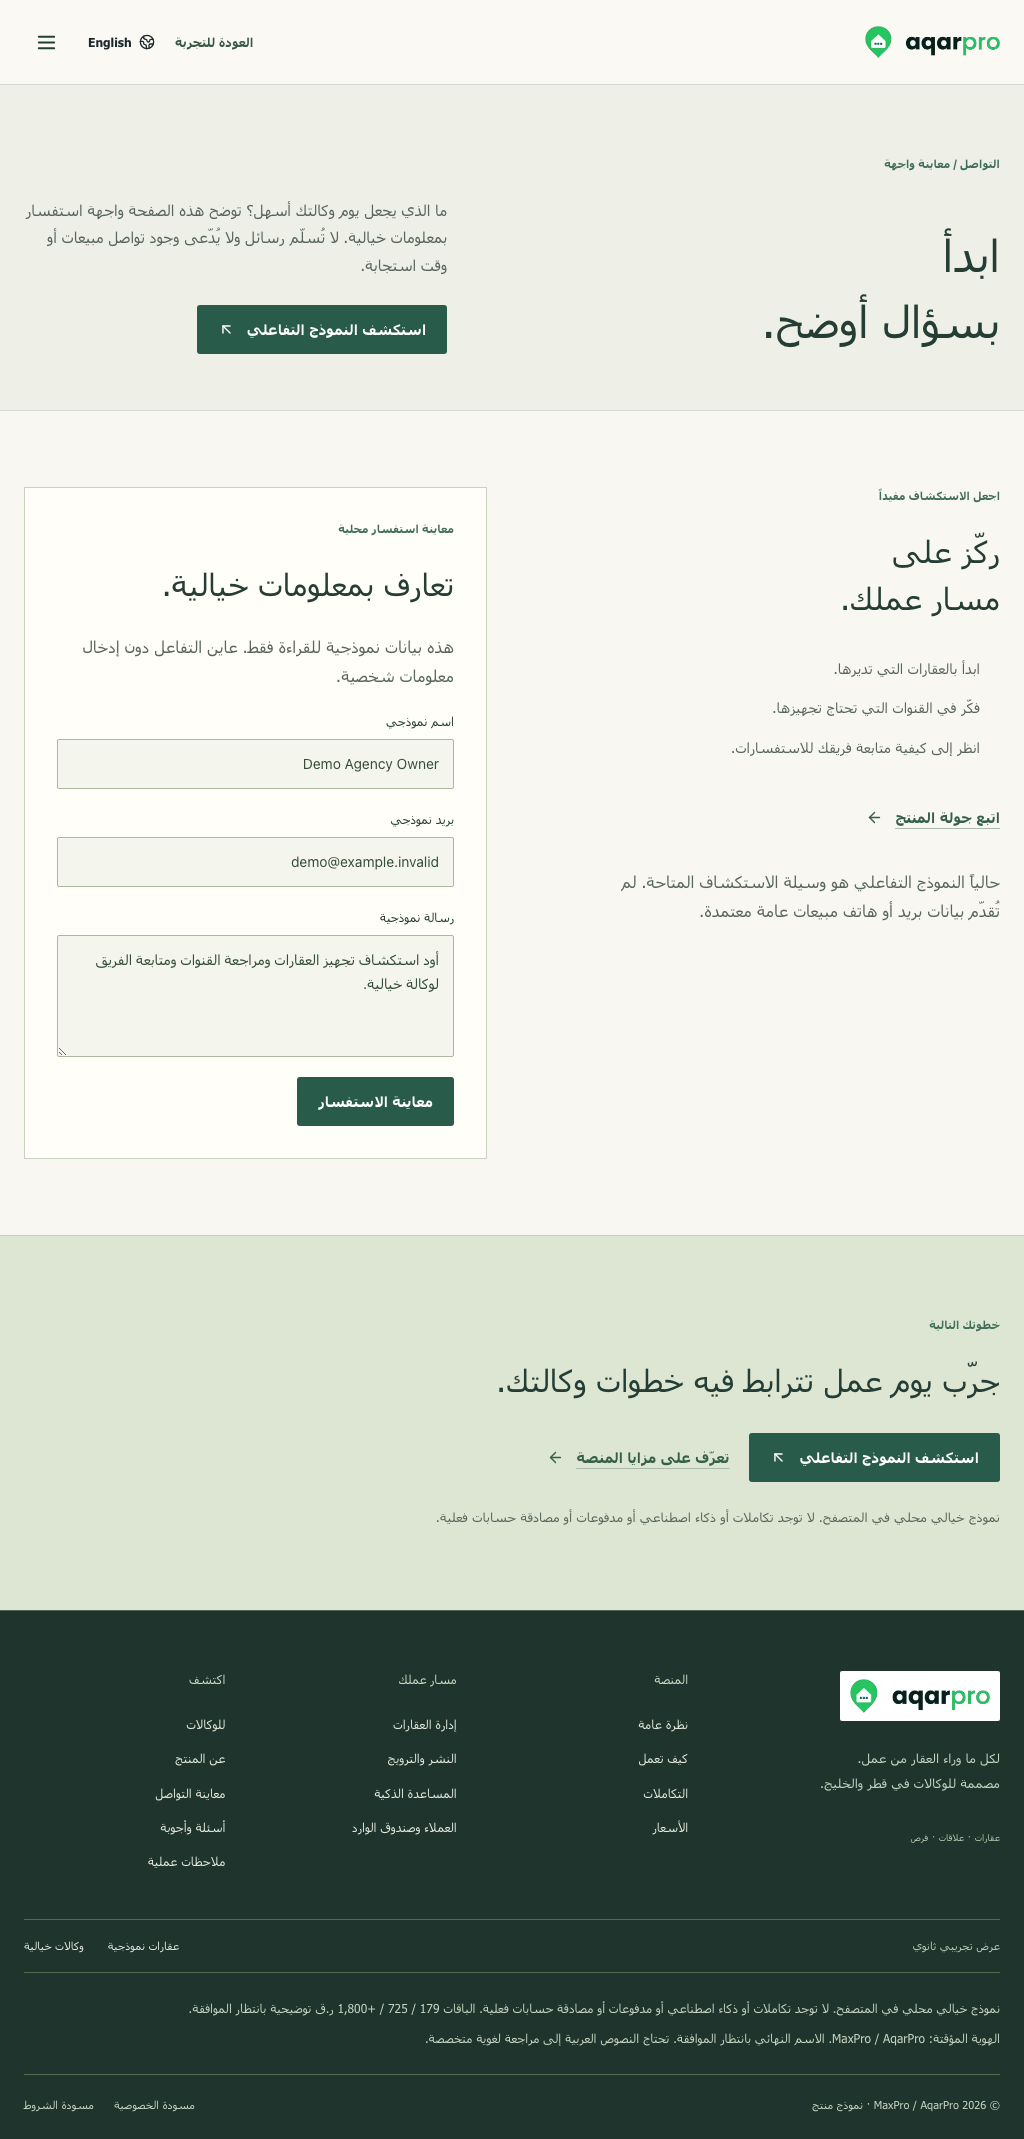 aqarpro
العودة للتجربة
English
التواصل / معاينة واجهة
ابدأ
بسؤال أوضح.
ما الذي يجعل يوم وكالتك أسهل؟ توضح هذه الصفحة واجهة استفسار
بمعلومات خيالية. لا تُسلّم رسائل ولا يُدّعى وجود تواصل مبيعات أو
وقت استجابة.
استكشف النموذج التفاعلي
اجعل الاستكشاف مفيداً
ركّز على
مسار عملك.
ابدأ بالعقارات التي تديرها.
فكّر في القنوات التي تحتاج تجهيزها.
انظر إلى كيفية متابعة فريقك للاستفسارات.
اتبع جولة المنتج
حالياً النموذج التفاعلي هو وسيلة الاستكشاف المتاحة. لم
تُقدّم بيانات بريد أو هاتف مبيعات عامة معتمدة.
معاينة استفسار محلية
تعارف بمعلومات خيالية.
هذه بيانات نموذجية للقراءة فقط. عاين التفاعل دون إدخال
معلومات شخصية.
اسم نموذجي
Demo Agency Owner
بريد نموذجي
demo@example.invalid
رسالة نموذجية
أود استكشاف تجهيز العقارات ومراجعة القنوات ومتابعة الفريق
لوكالة خيالية.
معاينة الاستفسار
خطوتك التالية
جرّب يوم عمل تترابط فيه خطوات وكالتك.
استكشف النموذج التفاعلي
تعرّف على مزايا المنصة
نموذج خيالي محلي في المتصفح. لا توجد تكاملات أو ذكاء اصطناعي أو مدفوعات أو مصادقة حسابات فعلية.
aqarpro
لكل ما وراء العقار من عمل.
مصممة للوكالات في قطر والخليج.
عقارات · علاقات · فرص
المنصة
نظرة عامة
كيف تعمل
التكاملات
الأسعار
مسار عملك
إدارة العقارات
النشر والترويج
المساعدة الذكية
العملاء وصندوق الوارد
اكتشف
للوكالات
عن المنتج
معاينة التواصل
أسئلة وأجوبة
ملاحظات عملية
عرض تجريبي ثانوي
عقارات نموذجية
وكالات خيالية
نموذج خيالي محلي في المتصفح. لا توجد تكاملات أو ذكاء اصطناعي أو مدفوعات أو مصادقة حسابات فعلية. الباقات 179 / 725 / +1,800 ر.ق توضيحية بانتظار الموافقة.
الهوية المؤقتة: MaxPro / AqarPro. الاسم النهائي بانتظار الموافقة. تحتاج النصوص العربية إلى مراجعة لغوية متخصصة.
© 2026 MaxPro / AqarPro · نموذج منتج
مسودة الخصوصية
مسودة الشروط